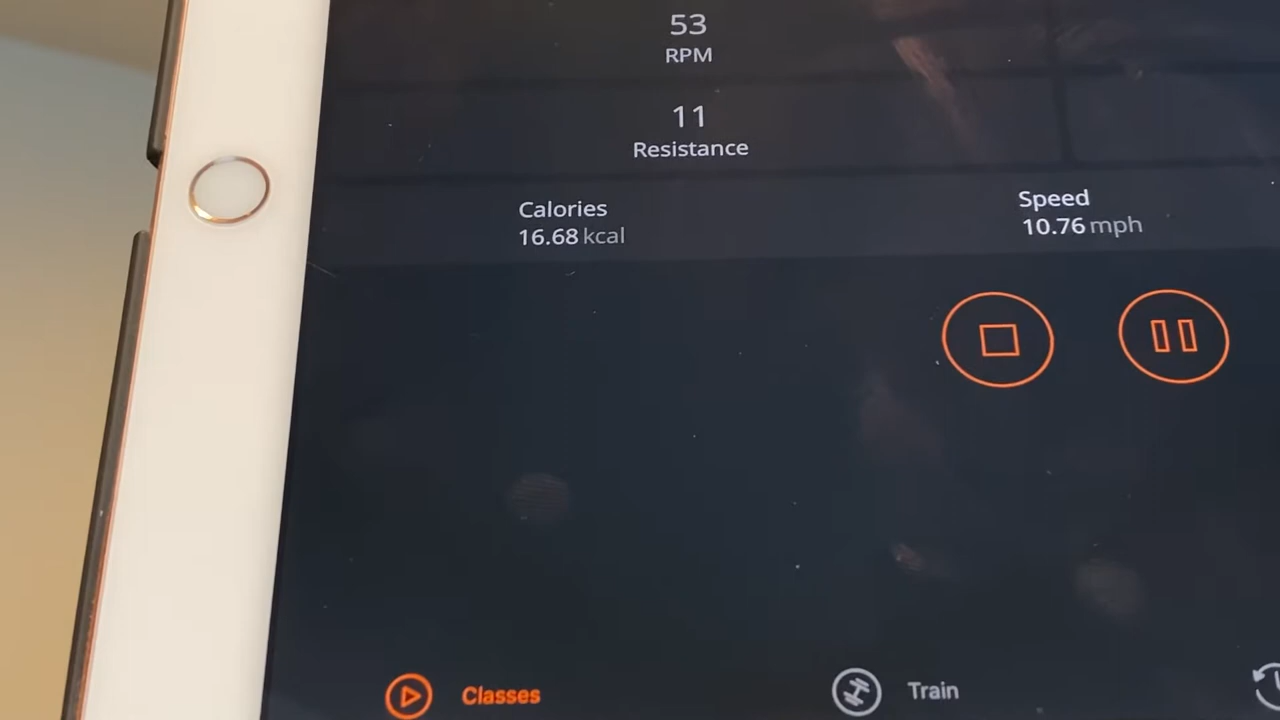 53
RPM
11
Resistance
Calories
16.68 kcal
Speed
10.76 mph
Classes
Train